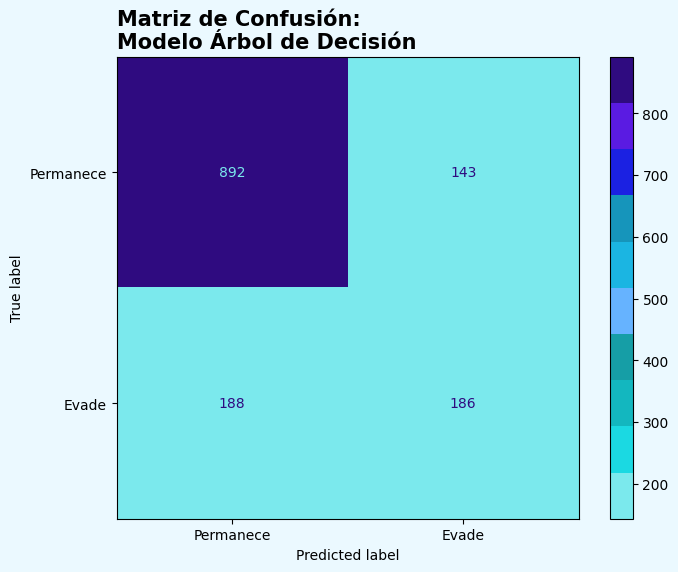 Matriz de Confusión:
Modelo Árbol de Decisión
Permanece
892
143
Evade
188
186
Permanece
Evade
True label
Predicted label
800
700
600
500
400
300
200